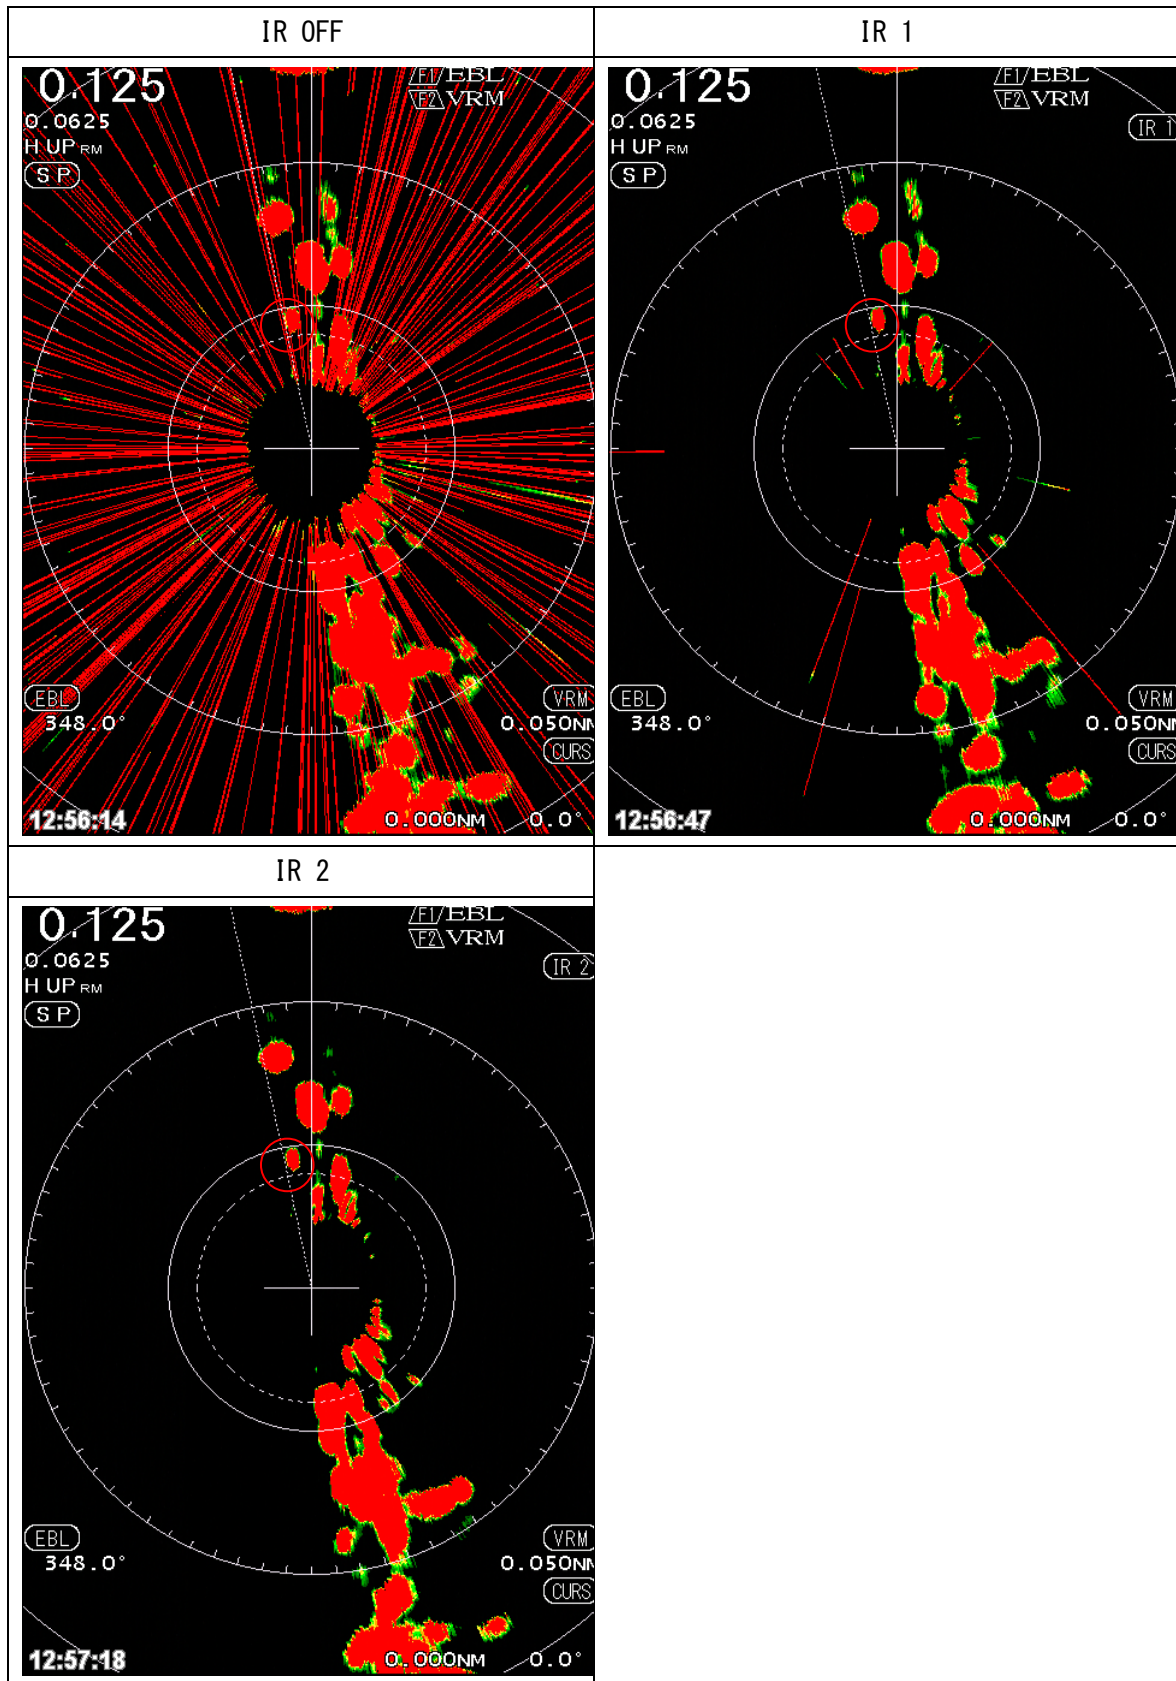 IR OFF
IR 1
0.125
F1 EBL
F2 VRM
0.0625
H UP RM
S P
EBL
348.0°
VRM
0.050NM
CURS
12:56:14
0.000NM
0.0°
0.125
F1 EBL
F2 VRM
0.0625
IR 1
H UP RM
S P
EBL
348.0°
VRM
0.050NM
CURS
12:56:47
0.000NM
0.0°
IR 2
0.125
F1 EBL
F2 VRM
0.0625
IR 2
H UP RM
S P
EBL
348.0°
VRM
0.050NM
CURS
12:57:18
0.000NM
0.0°